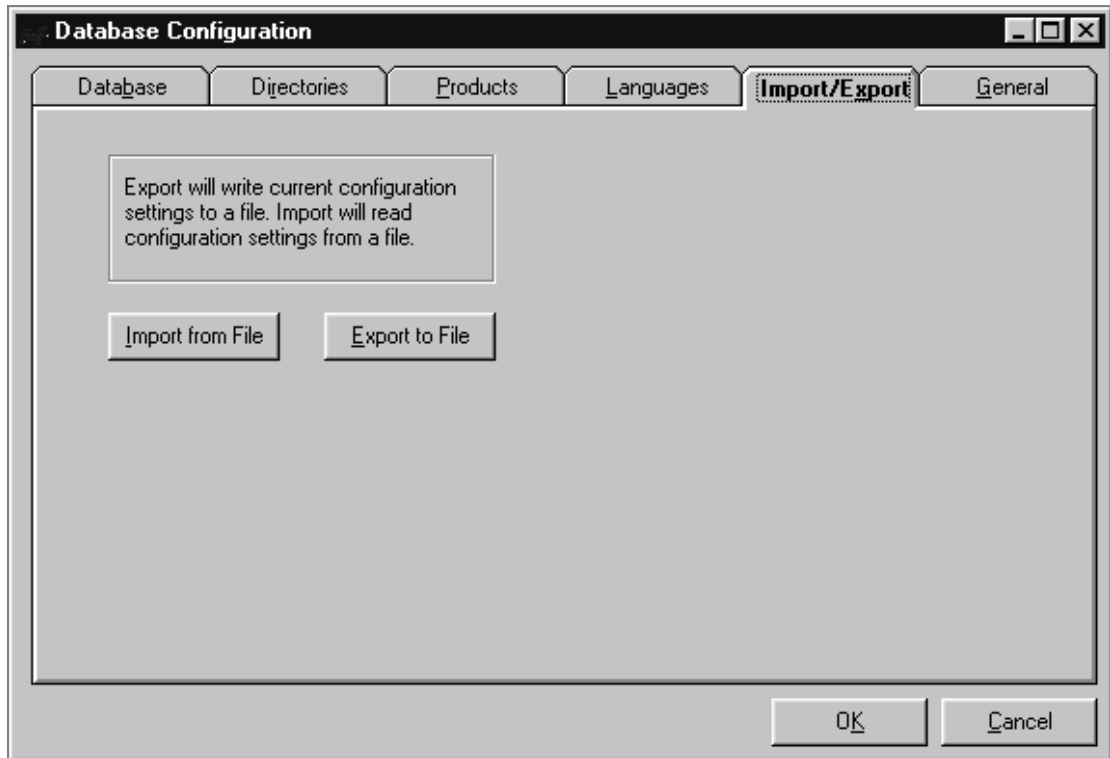 Database Configuration
Database Directories Products Languages Import/Export General
Export will write current configuration
settings to a file. Import will read
configuration settings from a file.
Import from File Export to File
OK Cancel